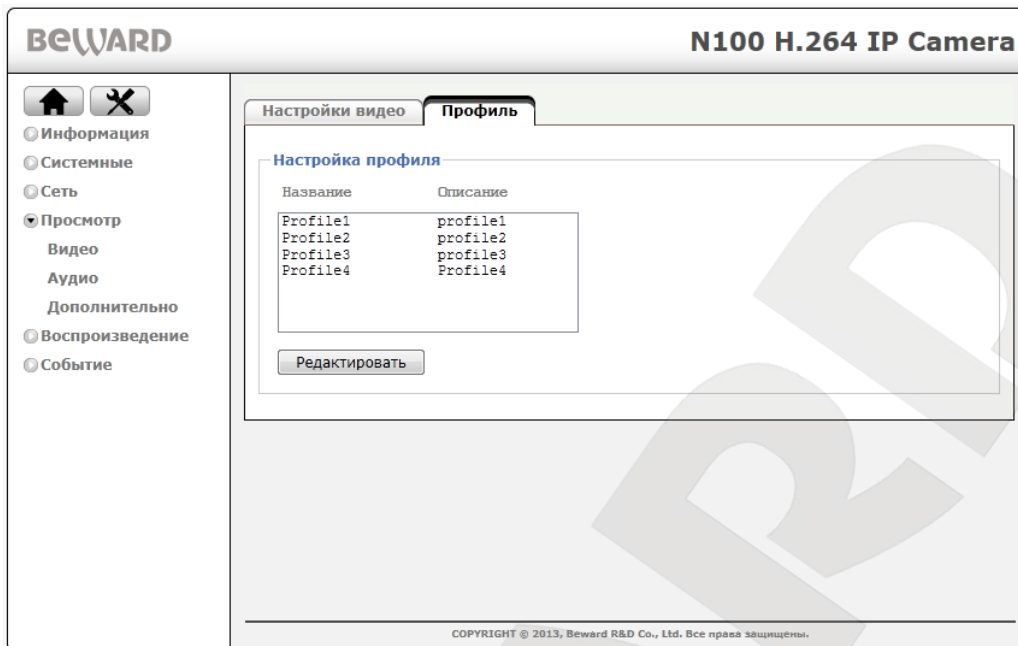 BEWARD
N100 H.264 IP Camera
Информация
Системные
Сеть
Просмотр
Видео
Аудио
Дополнительно
Воспроизведение
Событие
Настройки видео
Профиль
Настройка профиля
Название Описание
Profile1 profile1
Profile2 profile2
Profile3 profile3
Profile4 Profile4
Редактировать
COPYRIGHT © 2013, Beward R&D Co., Ltd. Все права защищены.